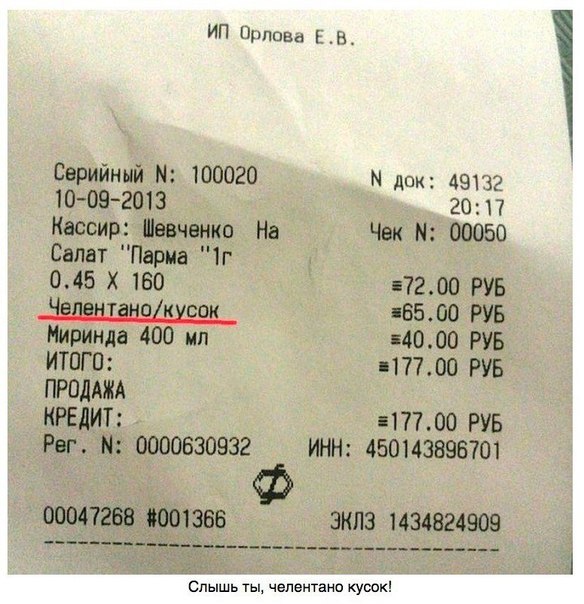 ИП Орлова Е.В.
Серийный N: 100020 N док: 49132
10-09-2013 20:17
Кассир: Шевченко На Чек N: 00050
Салат "Парма "1г
0.45 X 160 ≡72.00 РУБ
Челентано/кусок ≡65.00 РУБ
Миринда 400 мл ≡40.00 РУБ
ИТОГО: ≡177.00 РУБ
ПРОДАЖА
КРЕДИТ: ≡177.00 РУБ
Рег. N: 0000630932 ИНН: 450143896701
00047268 #001366 ЭКЛЗ 1434824909
Слышь ты, челентано кусок!